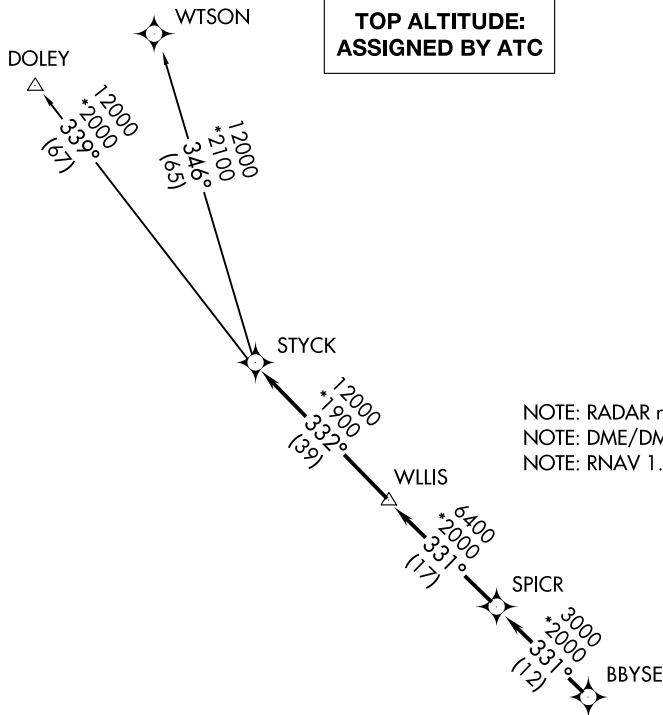 TOP ALTITUDE:
ASSIGNED BY ATC
WTSON
DOLEY
12000
*2000
339°
(67)
12000
*2100
346°
(65)
STYCK
12000
*1900
332°
(39)
NOTE: RADAR
NOTE: DME/DM
NOTE: RNAV 1.
WLLIS
6400
*2000
331°
(17)
SPICR
3000
*2000
331°
(12)
BBYSE